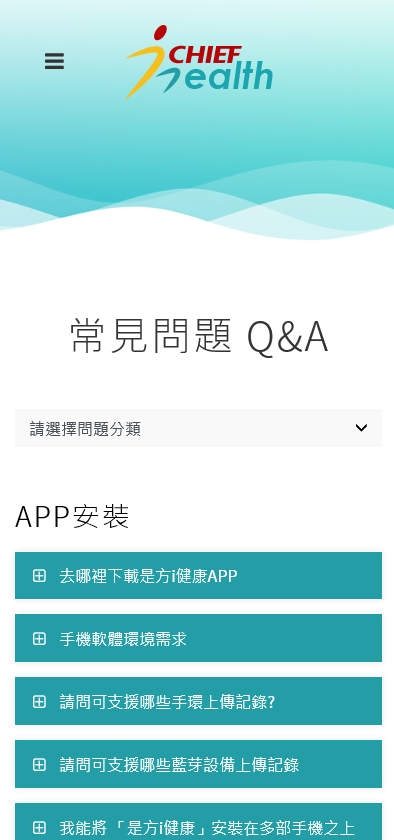 CHIEF
ealth
常見問題 Q&A
請選擇問題分類
APP安裝
去哪裡下載是方i健康APP
手機軟體環境需求
請問可支援哪些手環上傳記錄?
請問可支援哪些藍芽設備上傳記錄
我能將「是方i健康」安裝在多部手機之上